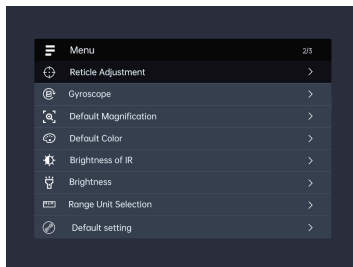 Menu 2/3
Reticle Adjustment
Gyroscope
Default Magnification
Default Color
Brightness of IR
Brightness
Range Unit Selection
Default setting